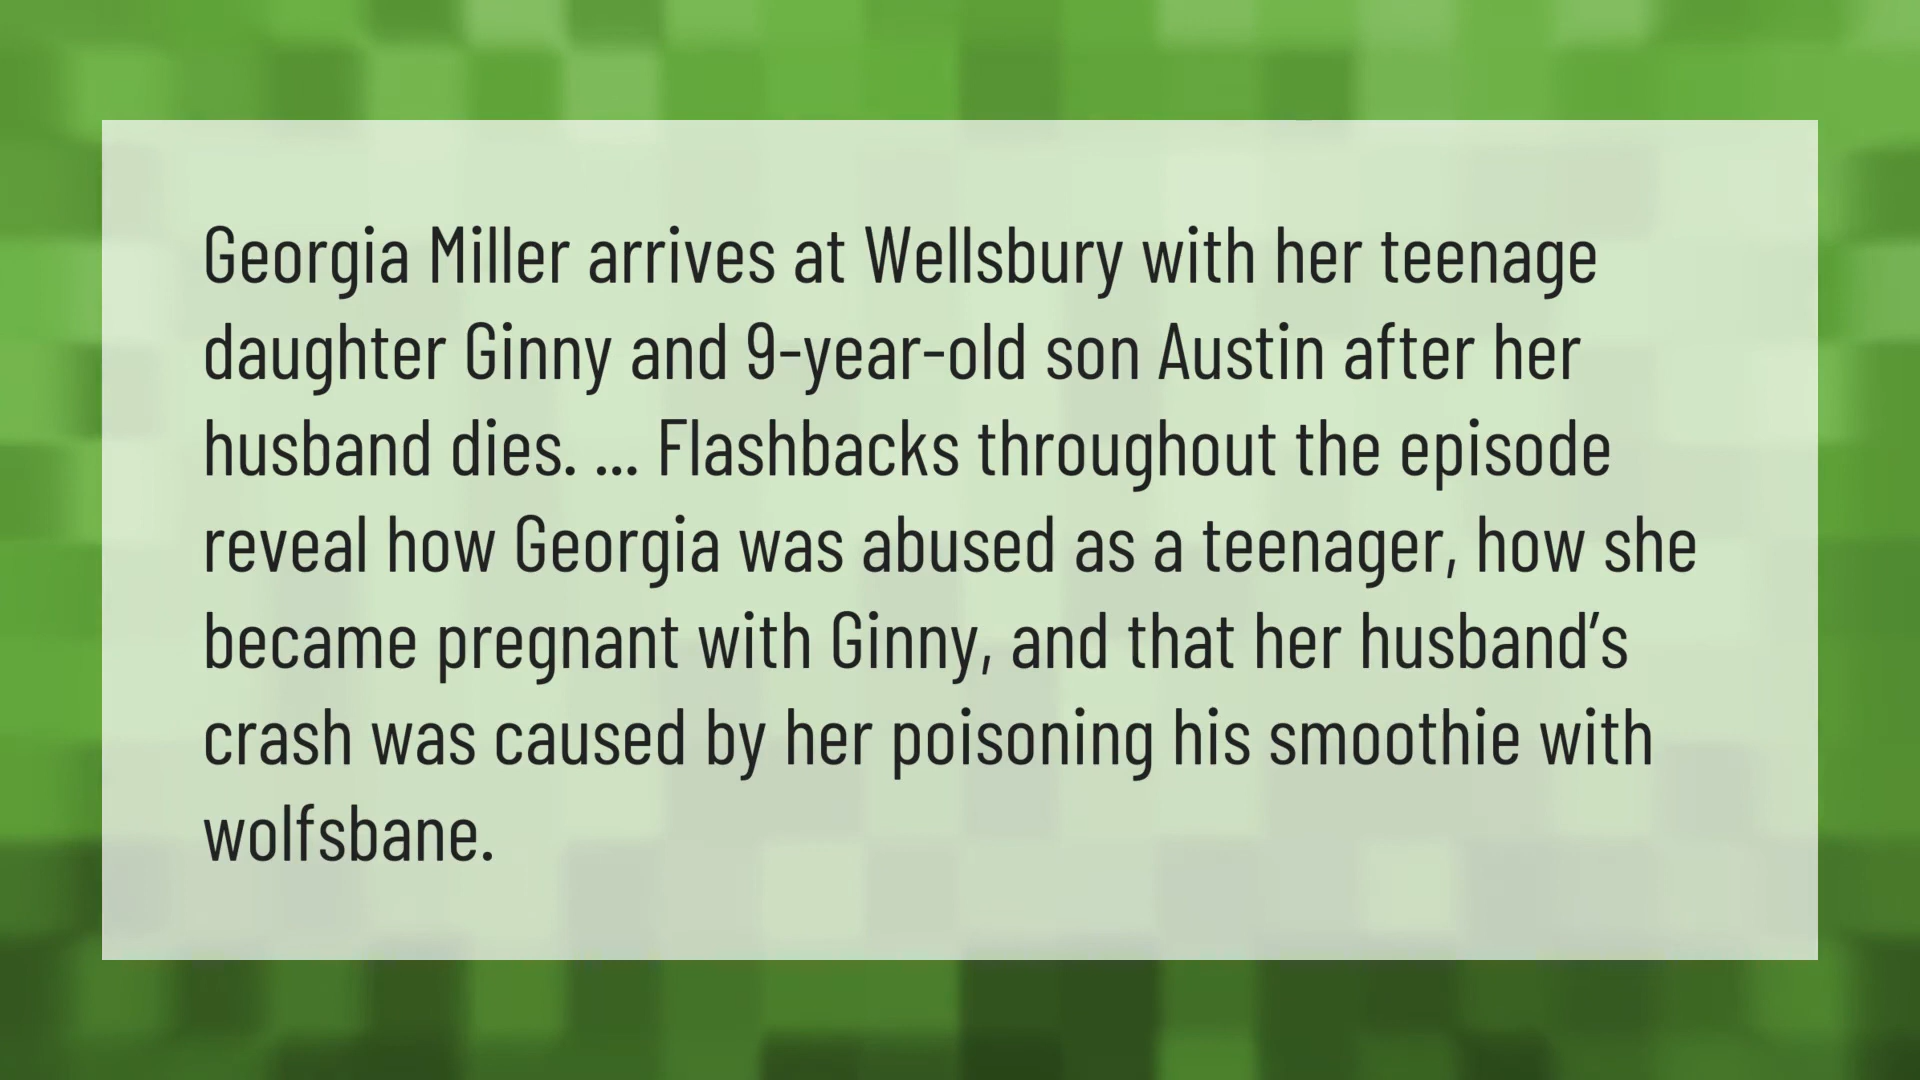 Georgia Miller arrives at Wellsbury with her teenage
daughter Ginny and 9-year-old son Austin after her
husband dies. ... Flashbacks throughout the episode
reveal how Georgia was abused as a teenager, how she
became pregnant with Ginny, and that her husband’s
crash was caused by her poisoning his smoothie with
wolfsbane.